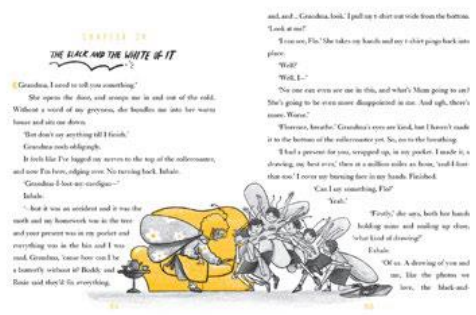 CHAPTER
THE BLACK AND THE WHITE OF IT
'Grandma, I need to tell you something.'
She opens the door, and scoops me in and out of the cold.
Without a word of my greyness, she bundles me into her warm
house and sits me down.
'But don't say anything till I finish.'
Grandma nods obligingly.
It feels like I've lugged my nerves to the top of the rollercoaster,
and now I'm here, edging over. No turning back. Inhale.
'Grandma-I-lost-my-cardigan–'
Inhale.
'– but it was an accident and it was the
moth and my homework was in the tree
and your present was in my pocket and
everything was in the bin and I was
mad, Grandma, 'cause how can I be
a butterfly without it? Buddy and
Rosie said they'd fix everything,
and, and ... Grandma, look.' I pull my t-shirt out wide from the bottom.
'Look at me!'
'I can see, Flo.' She takes my hands and my t-shirt pings back into
place.
'Well?'
'Well, I–'
'No one can even see me in this, and what's Mum going to say?
She's going to be even more disappointed in me. And ugh, there's
more. Worse.'
'Florence, breathe.' Grandma's eyes are kind, but I haven't made
it to the bottom of the rollercoaster yet. So, no to the breathing.
'I had a present for you, wrapped up, in my pocket. I made it, a
drawing, my best ever,' then at a million miles an hour, 'and-I-lost-
that-too.' I cover my burning face in my hands. Finished.
'Can I say something, Flo?'
'Yeah.'
'Firstly,' she says, both her hands
holding mine and smiling up close,
'what kind of drawing?'
Exhale.
'Of us. A drawing of you and
me, like the photos we
love, the black-and-